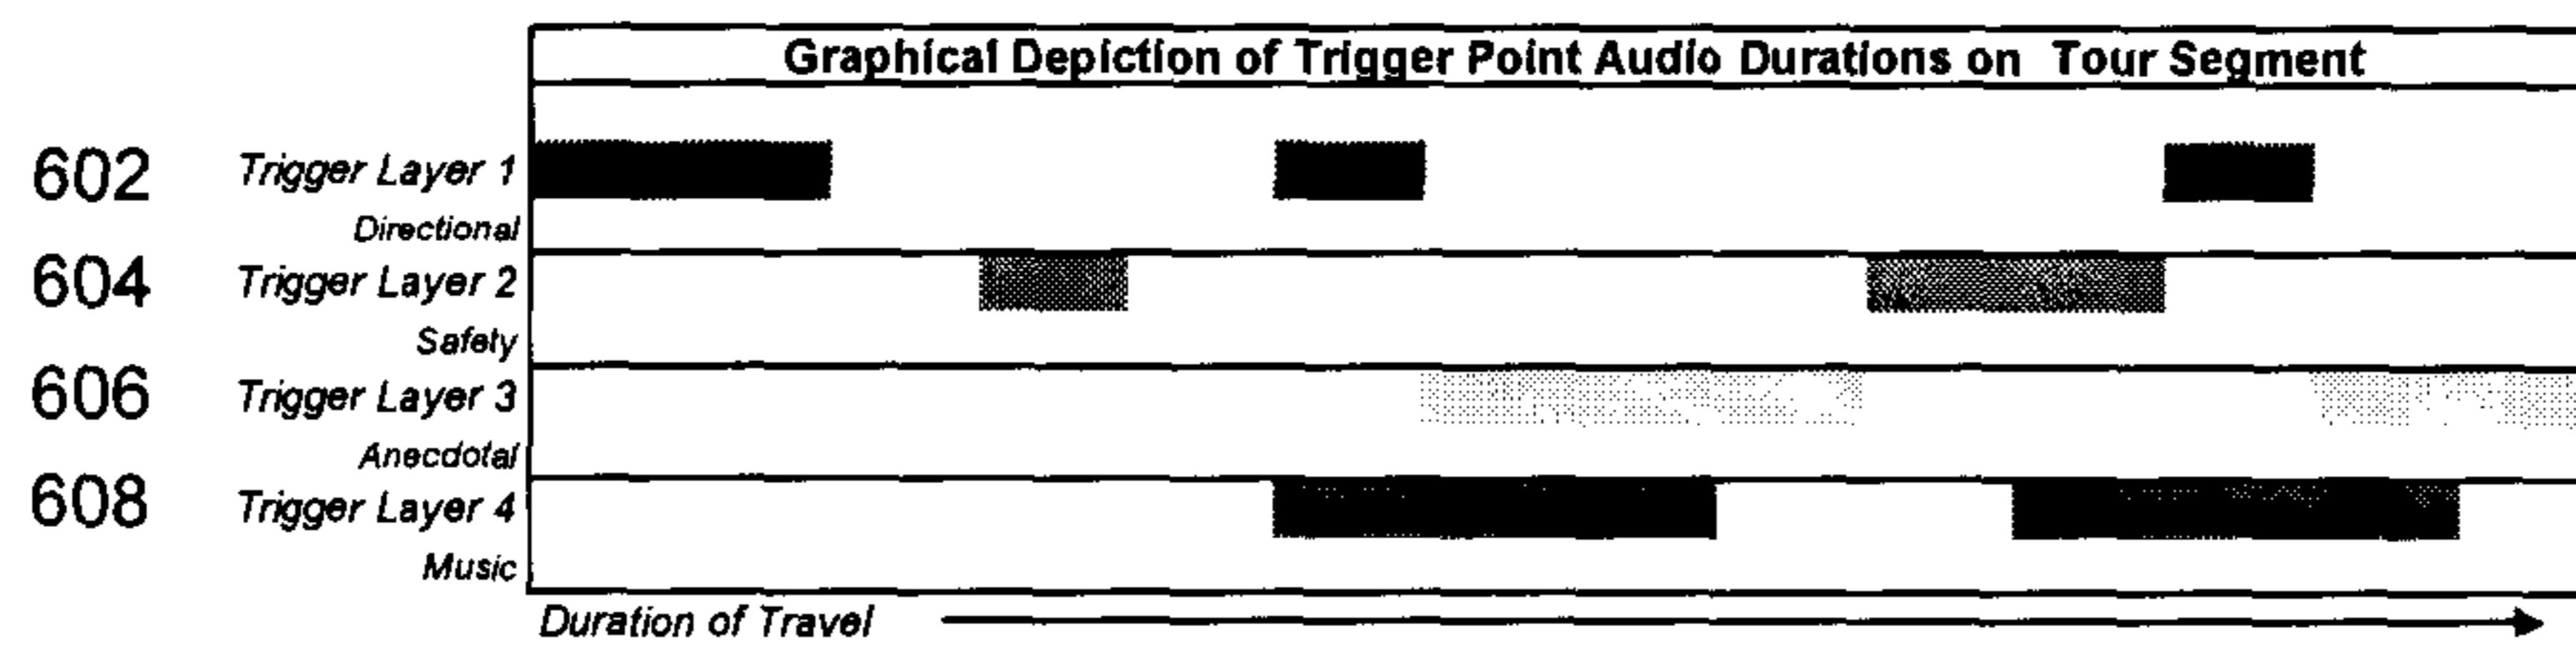 Graphical Depiction of Trigger Point Audio Durations on Tour Segment
602 Trigger Layer 1
Directional
604 Trigger Layer 2
Safety
606 Trigger Layer 3
Anecdotal
608 Trigger Layer 4
Music
Duration of Travel